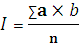 I = ∑a × b / n